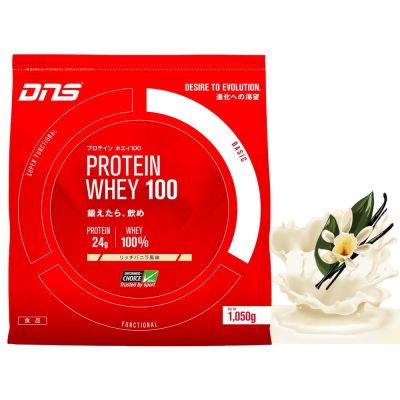 DNS
DESIRE TO EVOLUTION.
進化への渇望
SUPER FUNCTIONAL
BASIC
プロテイン ホエイ100
PROTEIN
WHEY 100
鍛えたら、飲め
PROTEIN
24g
WHEY
100%
リッチバニラ風味
INFORMED
CHOICE
Trusted by sport
FUNCTIONAL
食品
1,050g